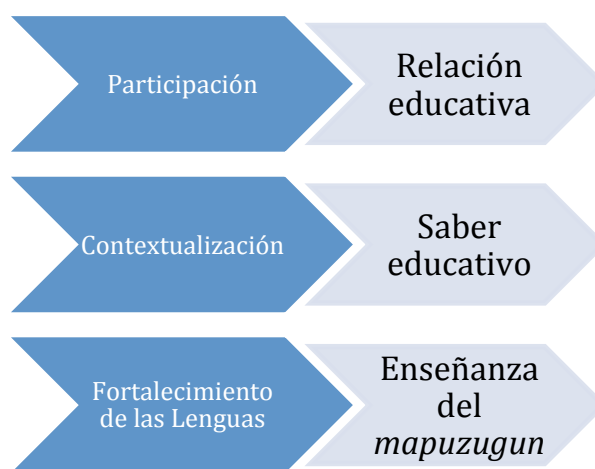 Participación
Relación
educativa
Contextualización
Saber
educativo
Fortalecimiento
de las Lenguas
Enseñanza
del
mapuzugun